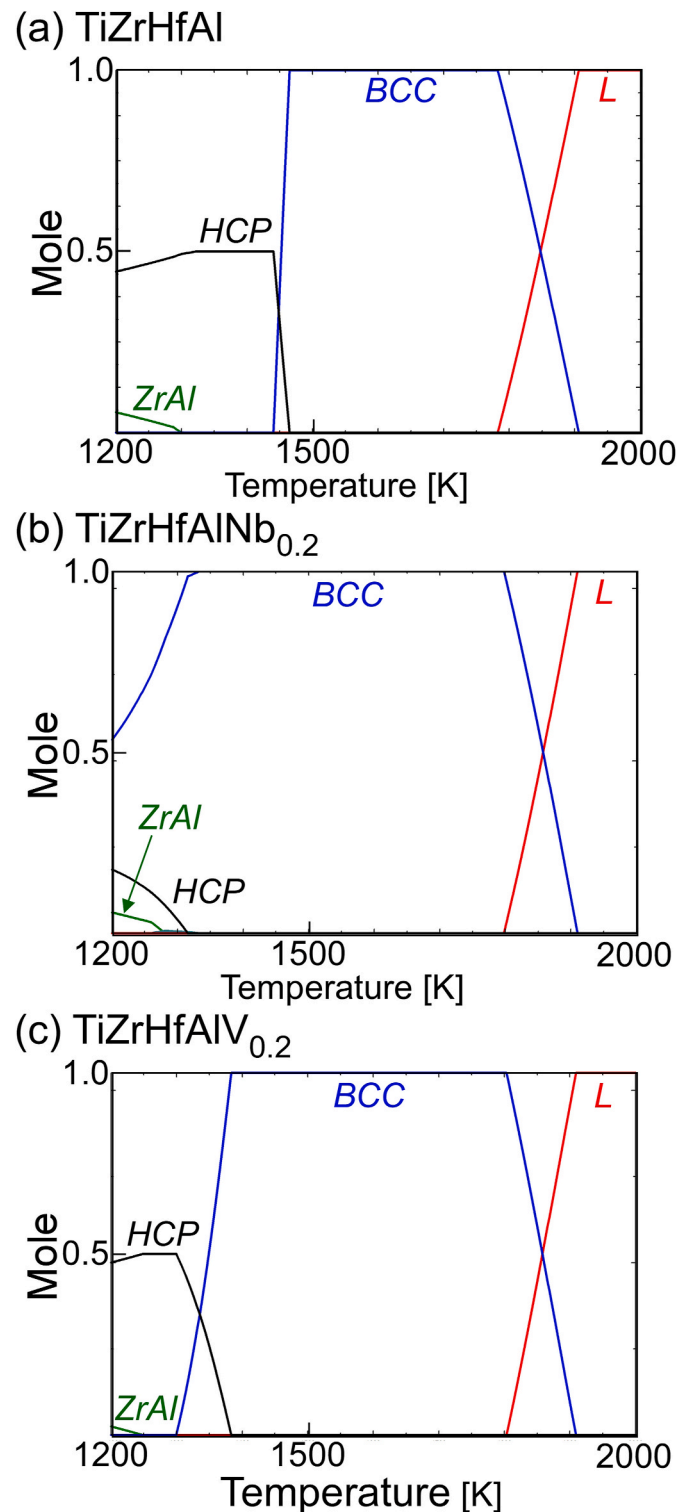 (a) TiZrHfAl
1.0
BCC
L
HCP
0.5
Mole
ZrAl
1200
1500
2000
Temperature [K]
(b) TiZrHfAlNb0.2
1.0
BCC
L
0.5
Mole
ZrAl
HCP
1200
1500
2000
Temperature [K]
(c) TiZrHfAlV0.2
1.0
BCC
L
HCP
0.5
Mole
ZrAl
1200
1500
2000
Temperature [K]